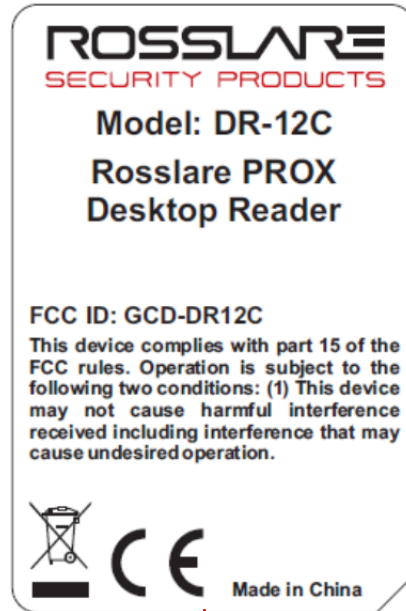 ROSSLARE
SECURITY PRODUCTS
Model: DR-12C
Rosslare PROX
Desktop Reader
FCC ID: GCD-DR12C
This device complies with part 15 of the
FCC rules. Operation is subject to the
following two conditions: (1) This device
may not cause harmful interference
received including interference that may
cause undesired operation.
CE
Made in China